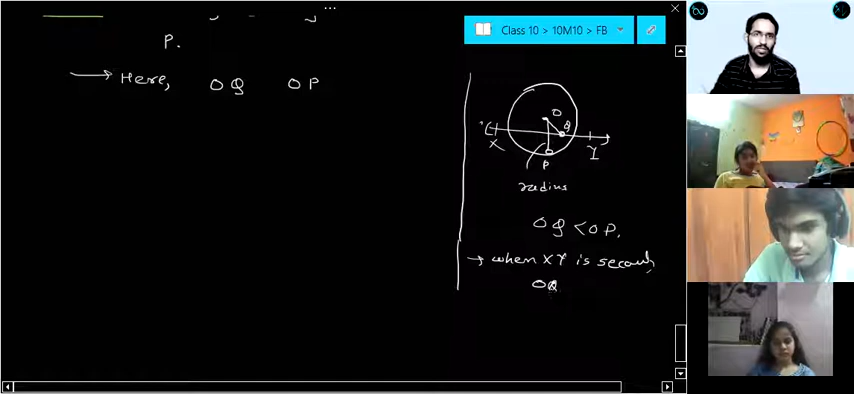 Class 10 > 10M10 > FB
P.
Here, OQ OP
O
Q
X
Y
P
radius
OQ < OP,
→ when XY is secant,
OQ